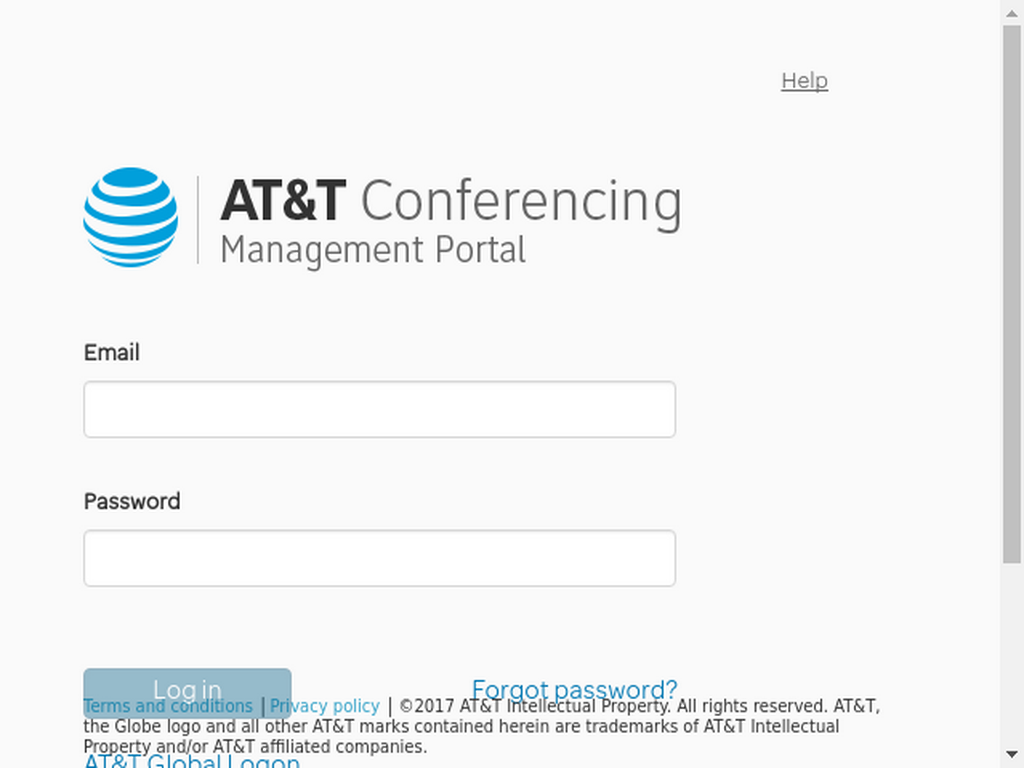 Help
AT&T Conferencing
Management Portal
Email
Password
Log in
Forgot password?
Terms and conditions | Privacy policy | ©2017 AT&T Intellectual Property. All rights reserved. AT&T,
the Globe logo and all other AT&T marks contained herein are trademarks of AT&T Intellectual
Property and/or AT&T affiliated companies.
AT&T Global Logon